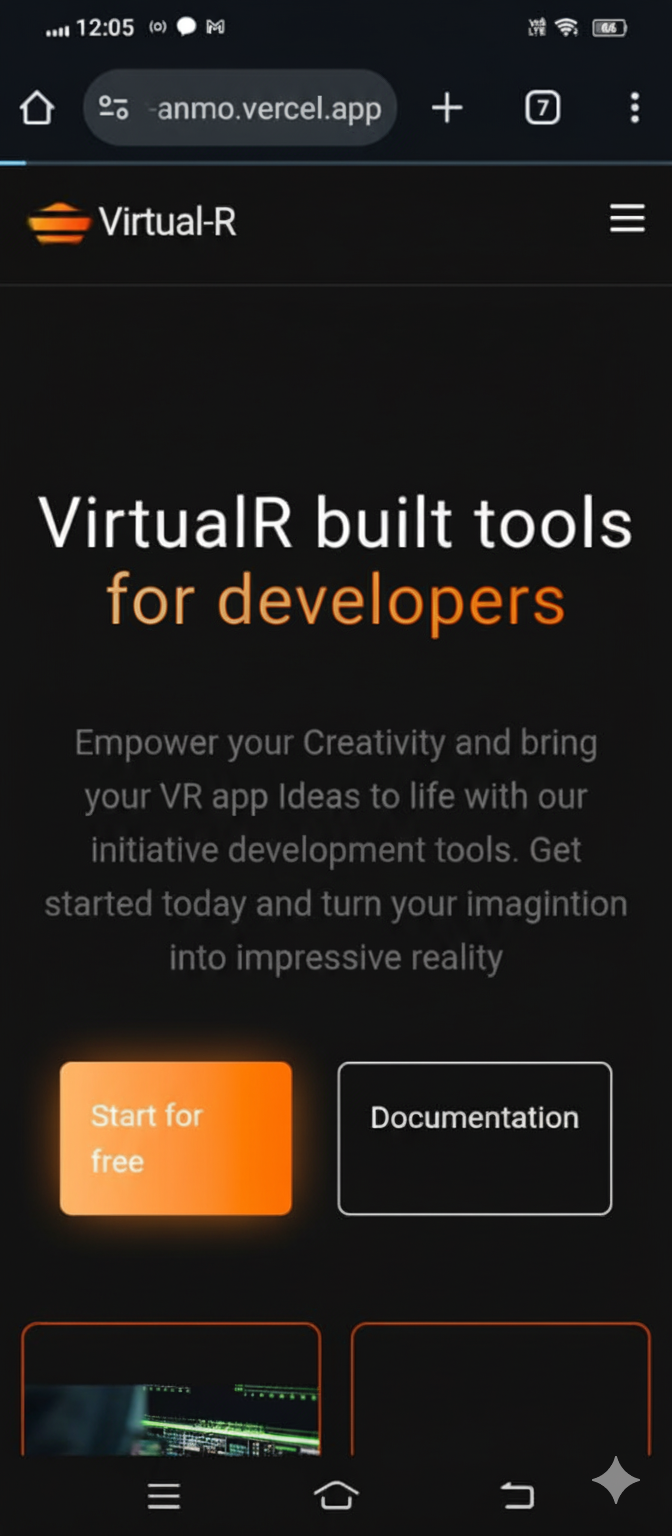 12:05
-anmo.vercel.app
7
Virtual-R
VirtualR built tools
for developers
Empower your Creativity and bring
your VR app Ideas to life with our
initiative development tools. Get
started today and turn your imagintion
into impressive reality
Start for
free
Documentation